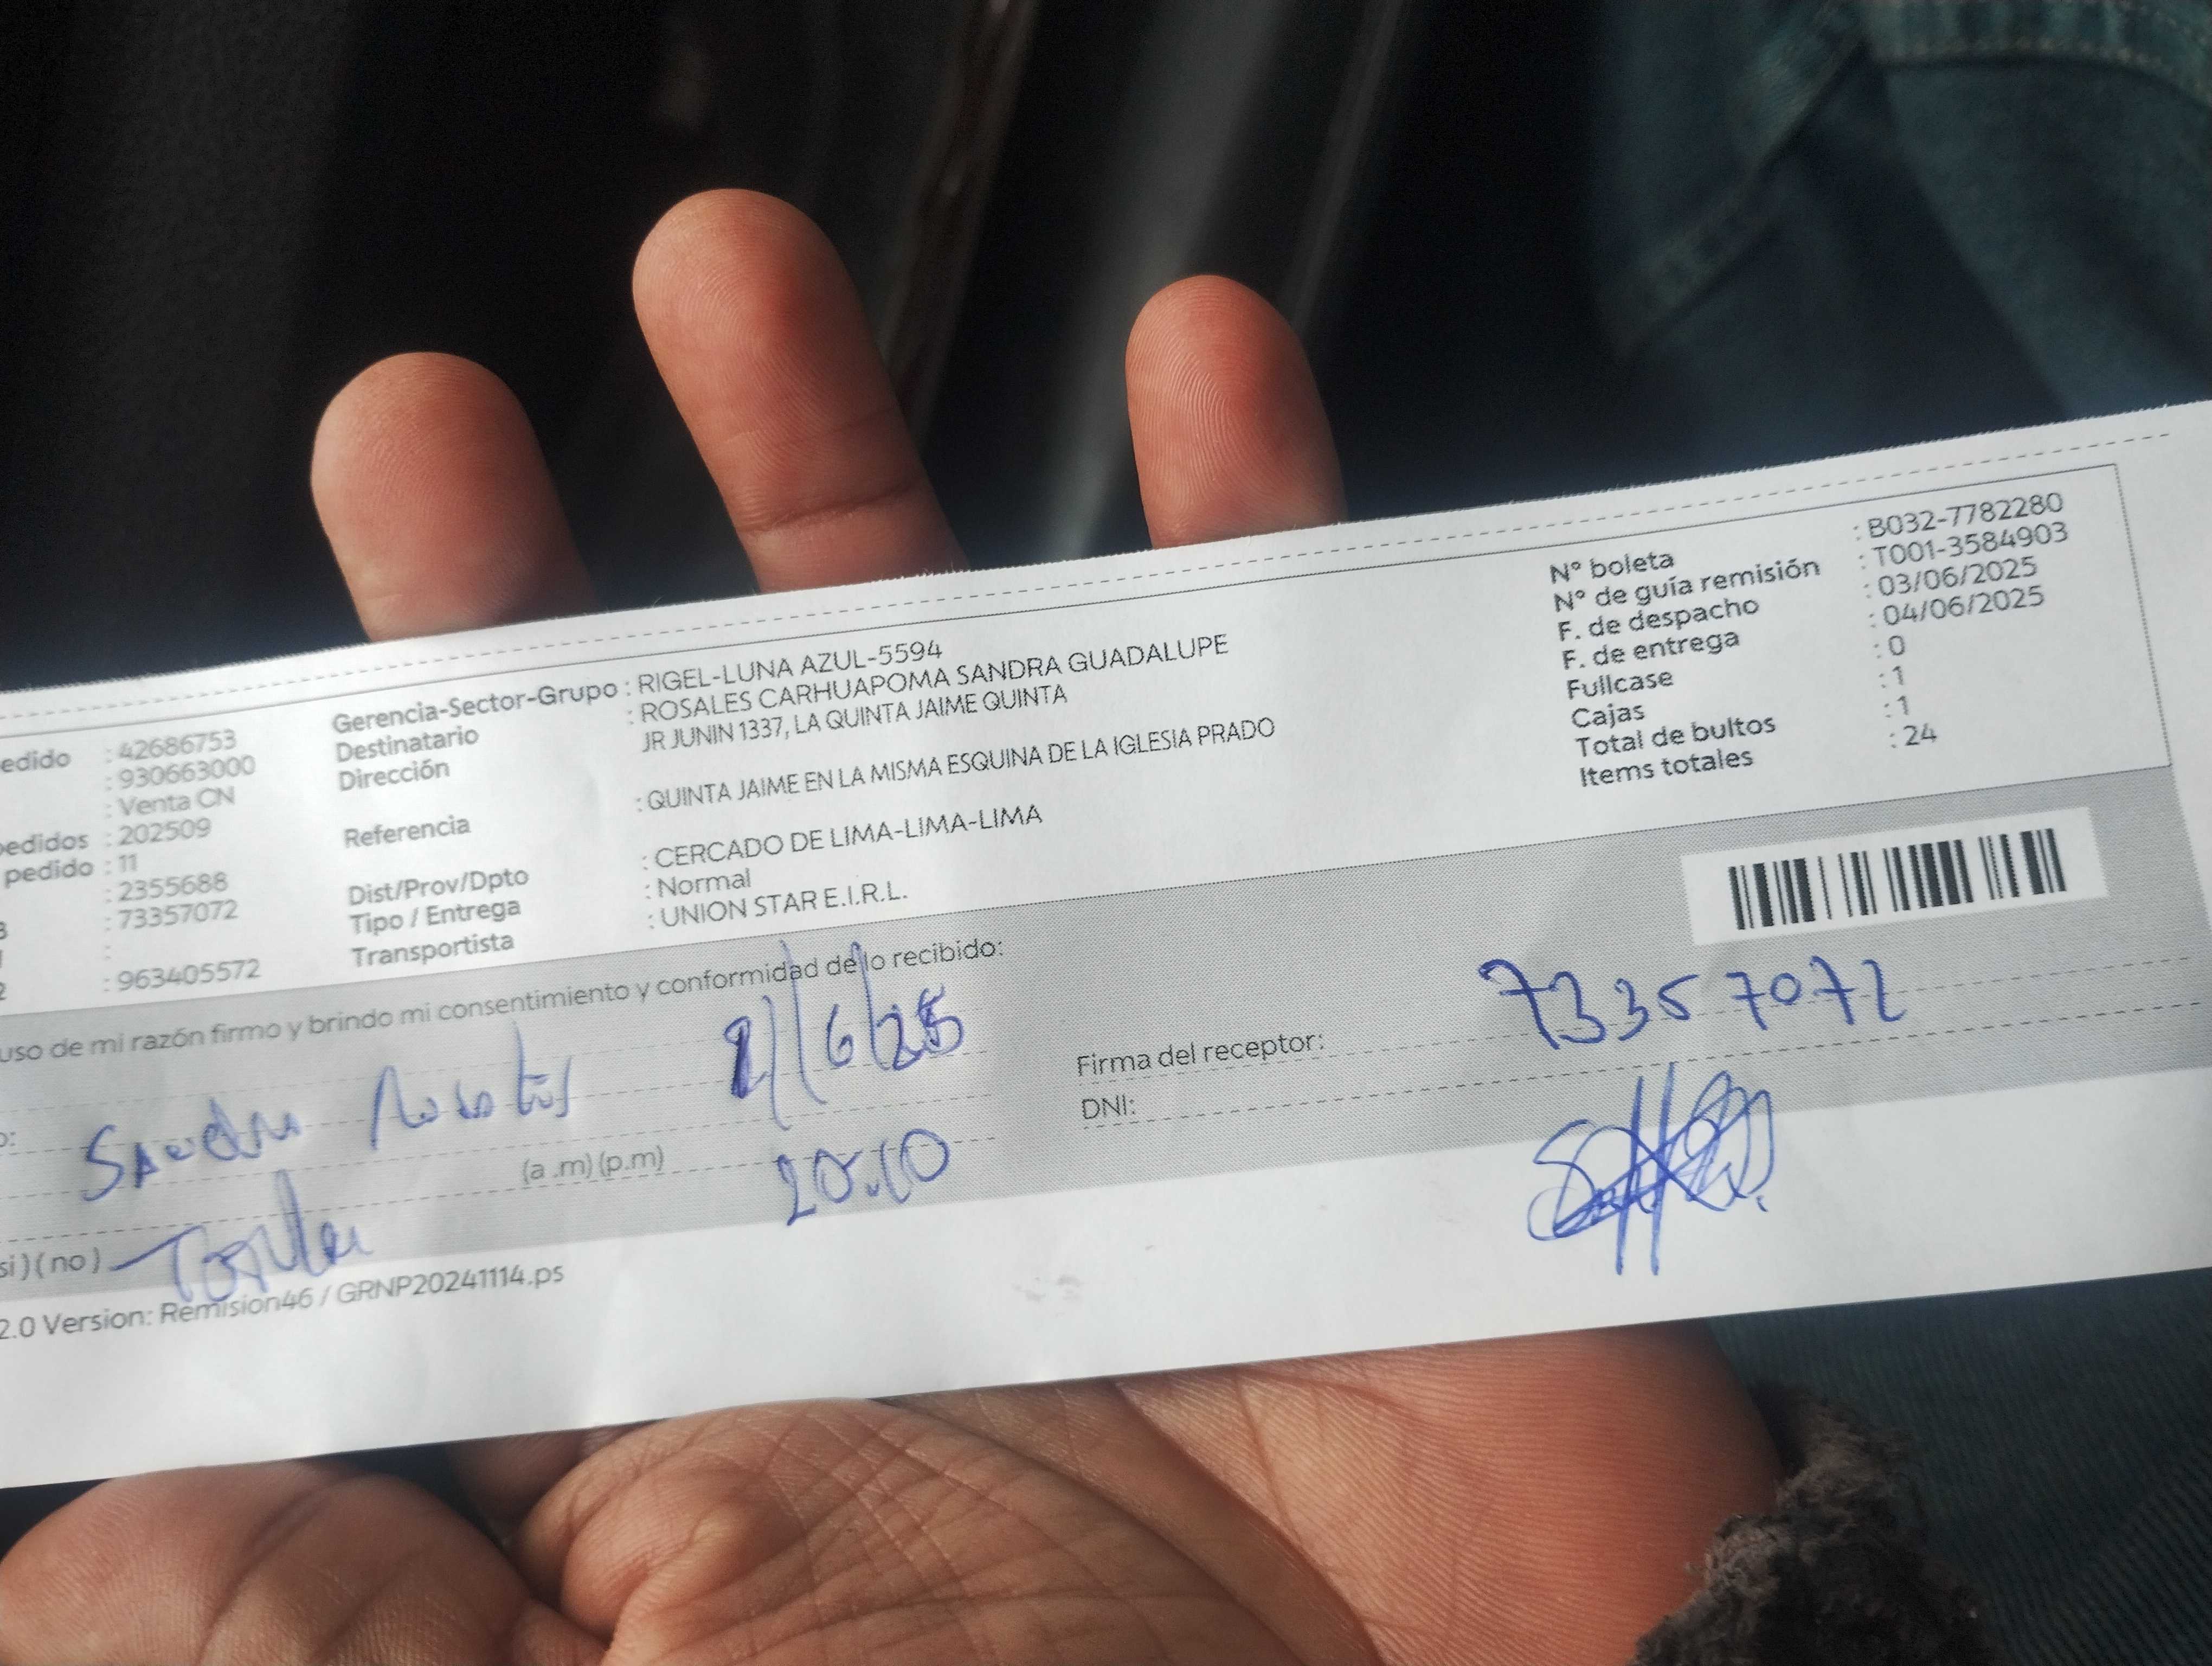 edido : 42686753
: 930663000
: Venta CN
pedidos : 202509
pedido : 11
: 2355688
: 73357072
:
: 963405572
Gerencia-Sector-Grupo : RIGEL-LUNA AZUL-5594
Destinatario : ROSALES CARHUAPOMA SANDRA GUADALUPE
Dirección JR JUNIN 1337, LA QUINTA JAIME QUINTA
Referencia : QUINTA JAIME EN LA MISMA ESQUINA DE LA IGLESIA PRADO
Dist/Prov/Dpto : CERCADO DE LIMA-LIMA-LIMA
Tipo / Entrega : Normal
Transportista : UNION STAR E.I.R.L.
N° boleta : B032-7782280
N° de guía remisión : T001-3584903
F. de despacho : 03/06/2025
F. de entrega : 04/06/2025
Fullcase : 0
Cajas : 1
Total de bultos : 1
Items totales : 24
uso de mi razón firmo y brindo mi consentimiento y conformidad de lo recibido:
o: Sandra
Firma del receptor: 73357072
(a .m) (p.m) 20:10
DNI:
si ) ( no )
2.0 Version: Remision46 / GRNP20241114.ps